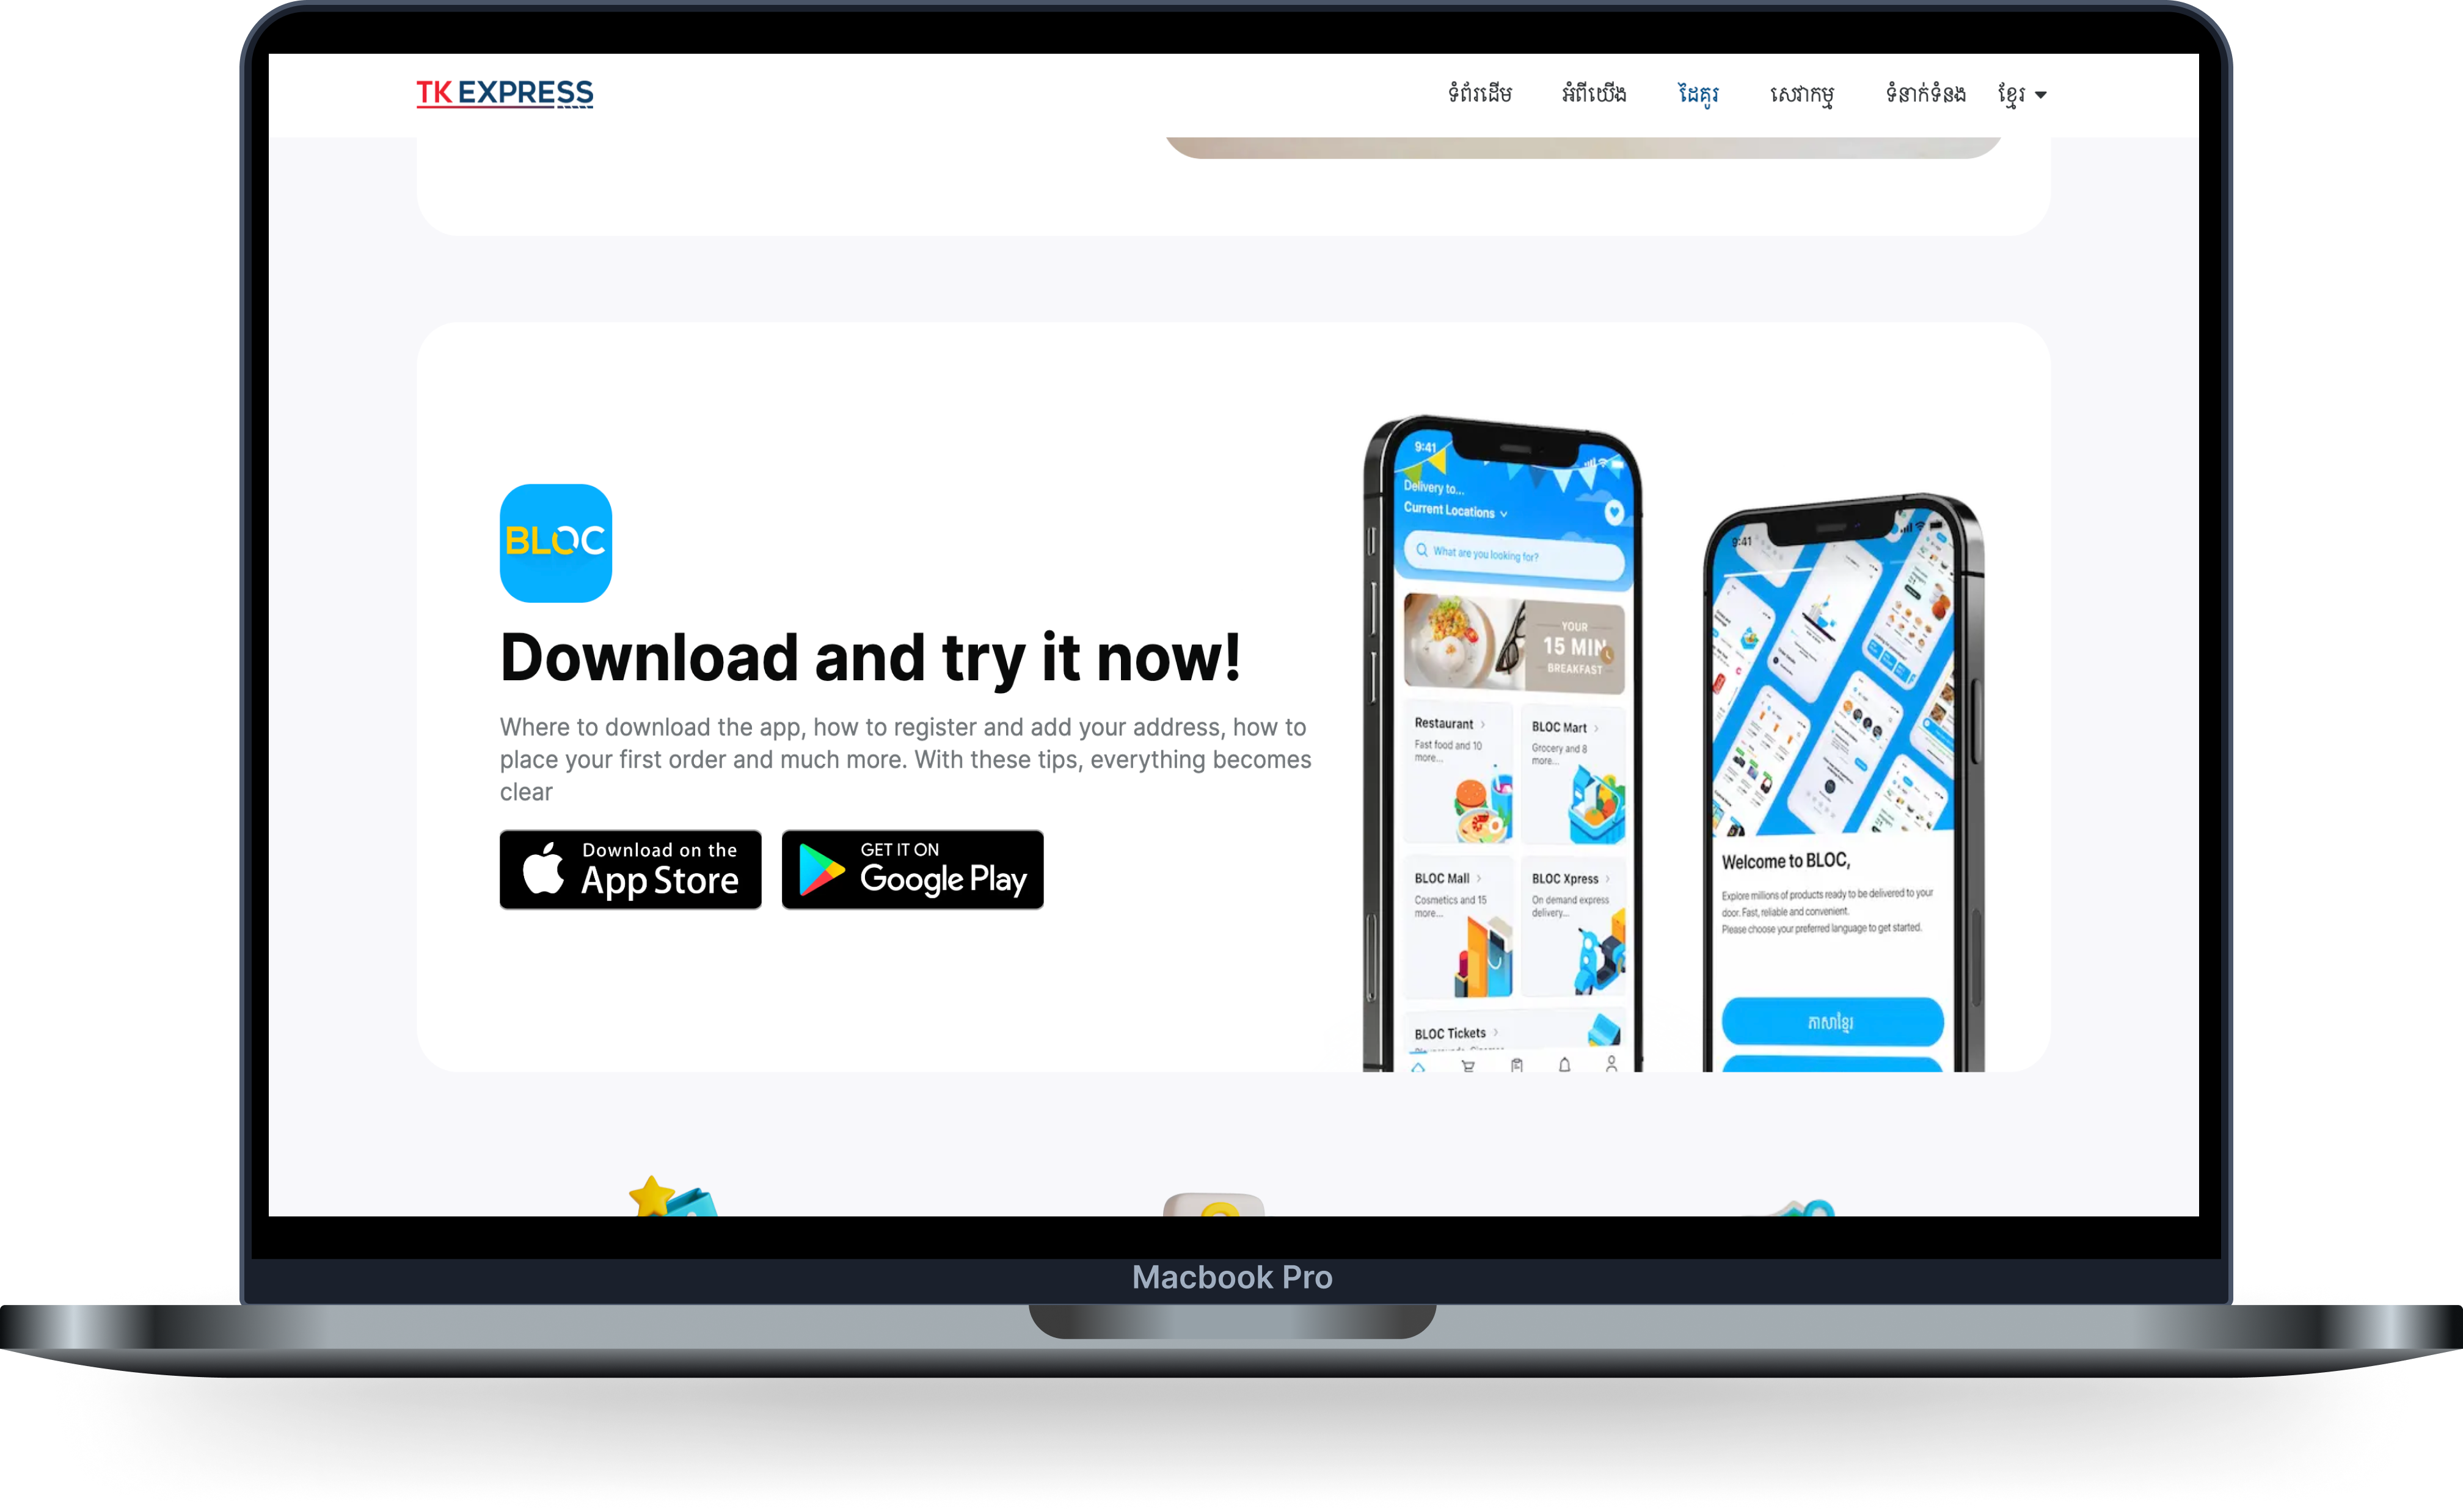 TK EXPRESS
ទំព័រដើម
អំពីយើង
ដៃគូរ
សេវាកម្ម
ទំនាក់ទំនង
ខ្មែរ
BLOC
Download and try it now!
Where to download the app, how to register and add your address, how to
place your first order and much more. With these tips, everything becomes
clear
Download on the
App Store
GET IT ON
Google Play
9:41
Delivery to...
Current Locations
What are you looking for?
YOUR
15 MIN
BREAKFAST
Restaurant
Fast food and 10
more...
BLOC Mart
Grocery and 8
more...
BLOC Mall
Cosmetics and 15
more...
BLOC Xpress
On demand express
delivery...
BLOC Tickets
9:41
Welcome to BLOC,
Explore millions of products ready to be delivered to your
door. Fast, reliable and convenient.
Please choose your preferred language to get started.
ភាសាខ្មែរ
Macbook Pro